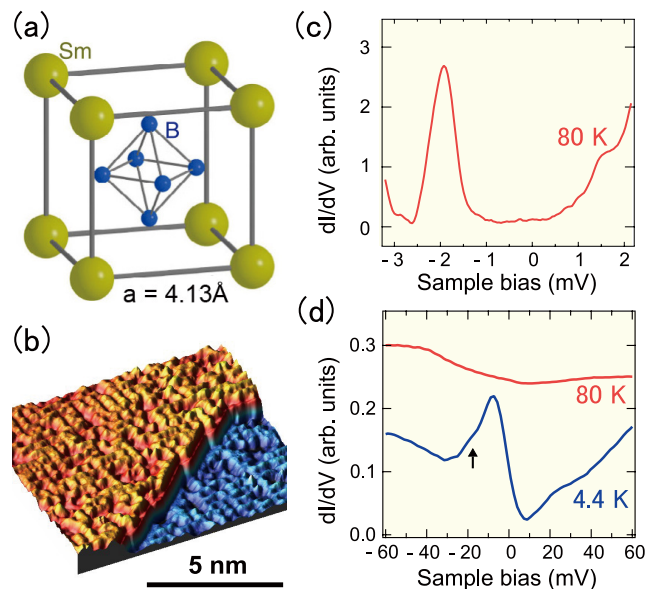 (a)
Sm
B
a = 4.13Å
(b)
5 nm
(c)
dI/dV (arb. units)
3
2
1
0
80 K
-3 -2 -1 0 1 2
Sample bias (mV)
(d)
dI/dV (arb. units)
0.3
0.2
0.1
0.0
80 K
4.4 K
-60 -40 -20 0 20 40 60
Sample bias (mV)